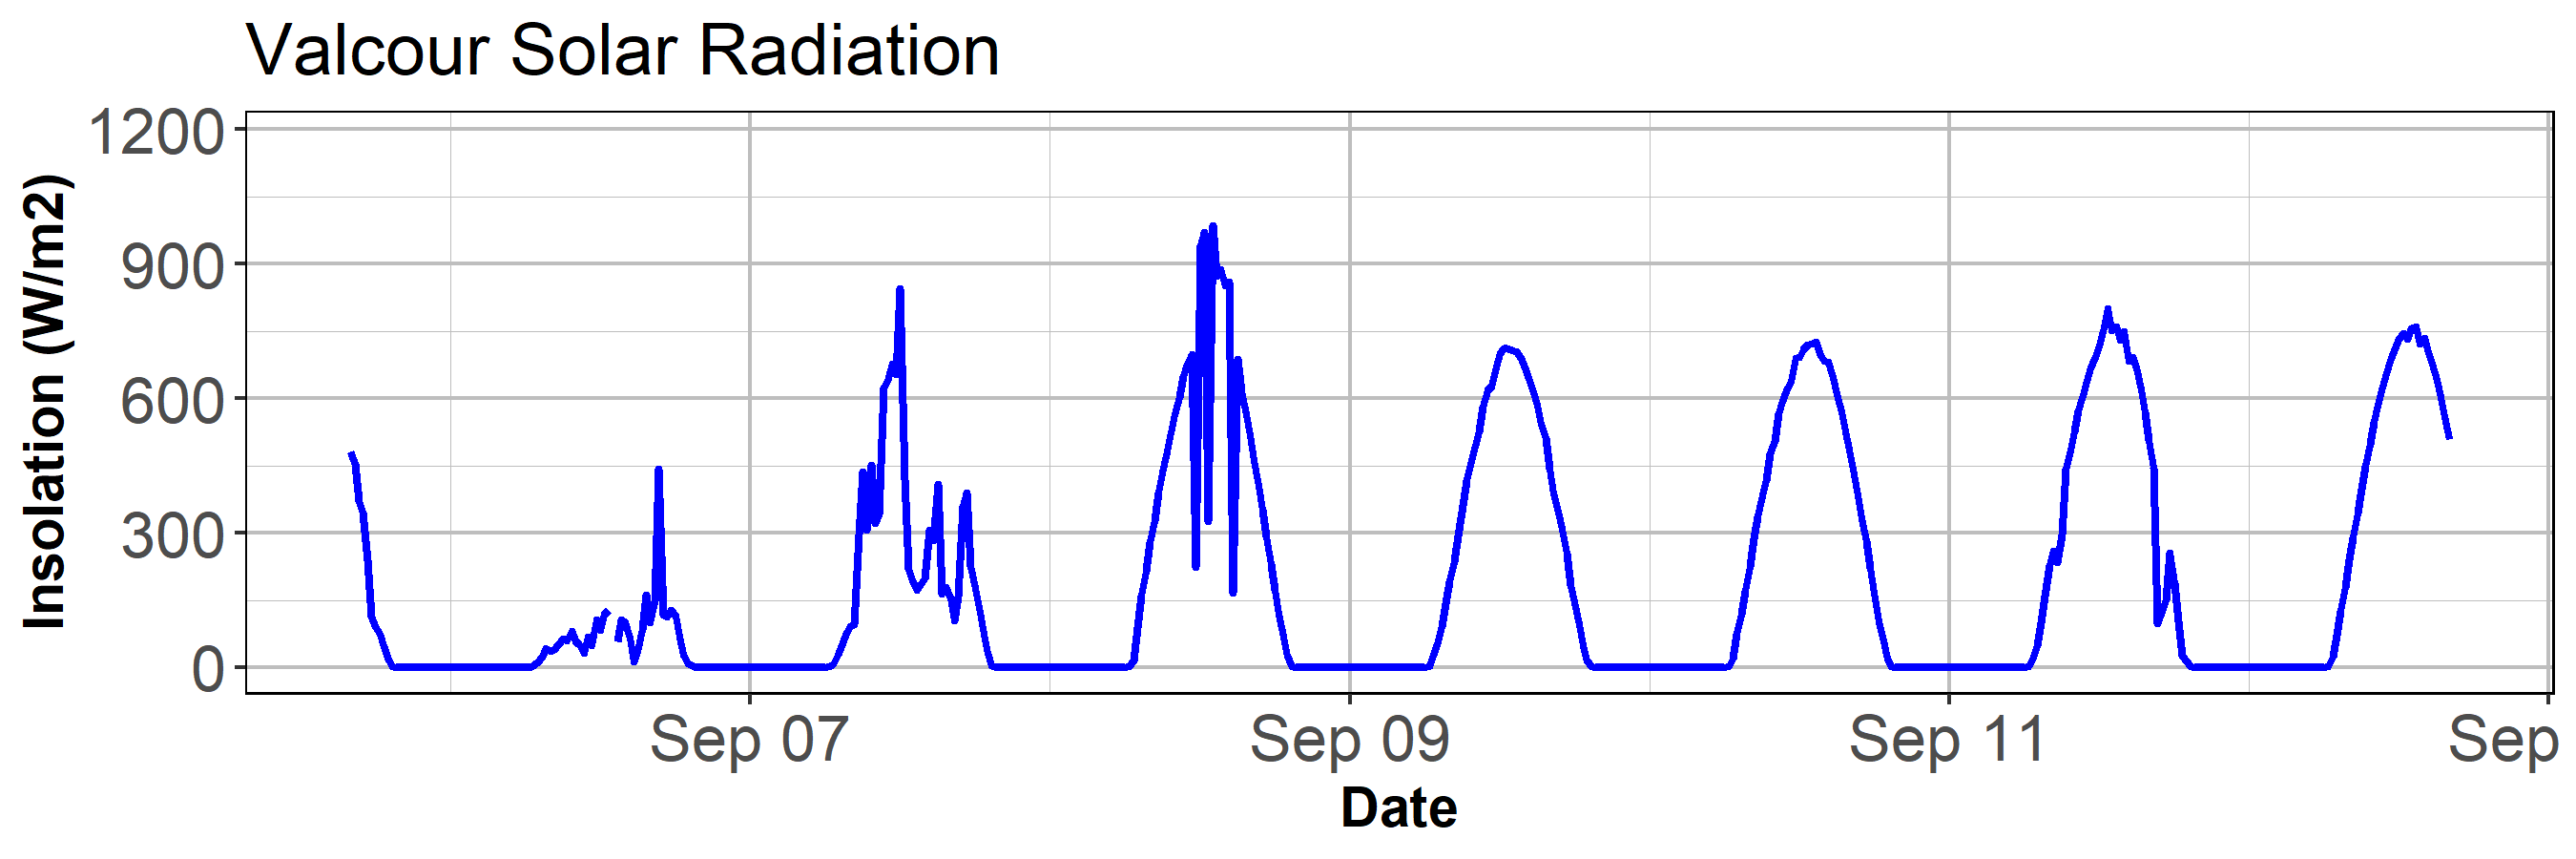 Valcour Solar Radiation
1200
900
600
300
0
Insolation (W/m2)
Sep 07
Sep 09
Sep 11
Sep
Date